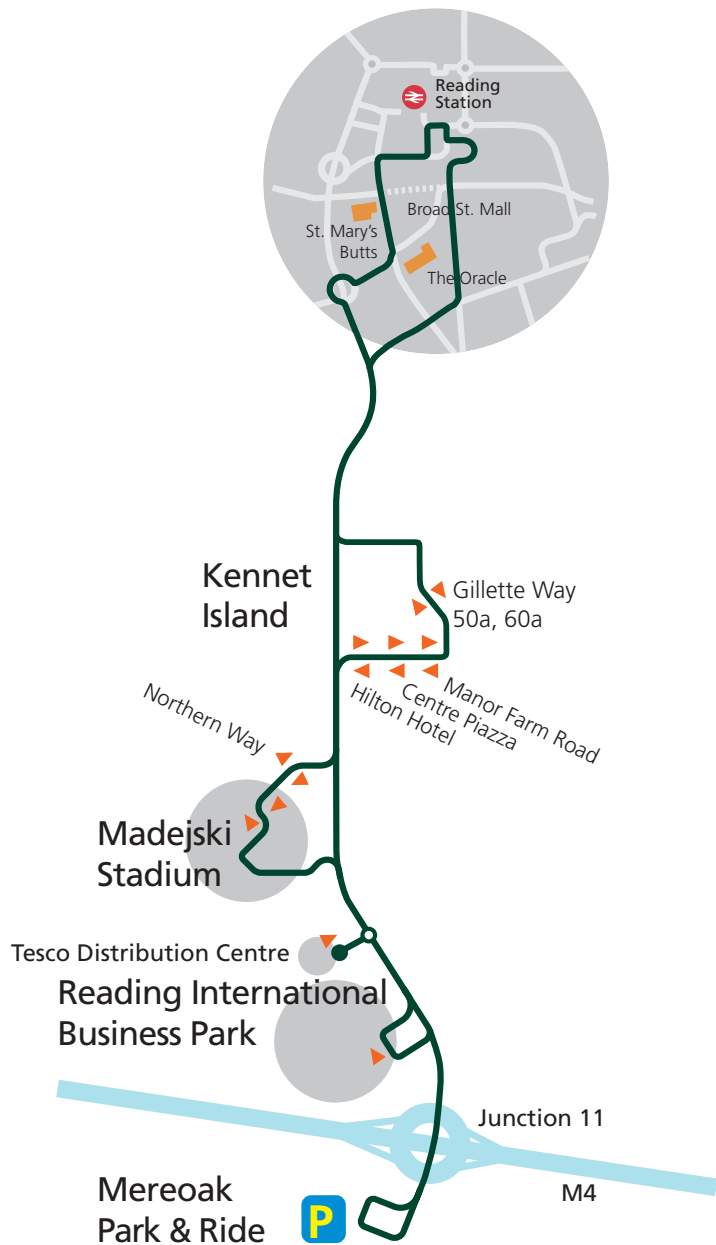 Reading
Station
Broad St. Mall
St. Mary's
Butts
The Oracle
Kennet
Island
Gillette Way
50a, 60a
Manor Farm Road
Centre Piazza
Hilton Hotel
Northern Way
Madejski
Stadium
Tesco Distribution Centre
Reading International
Business Park
Junction 11
M4
Mereoak
Park & Ride
P